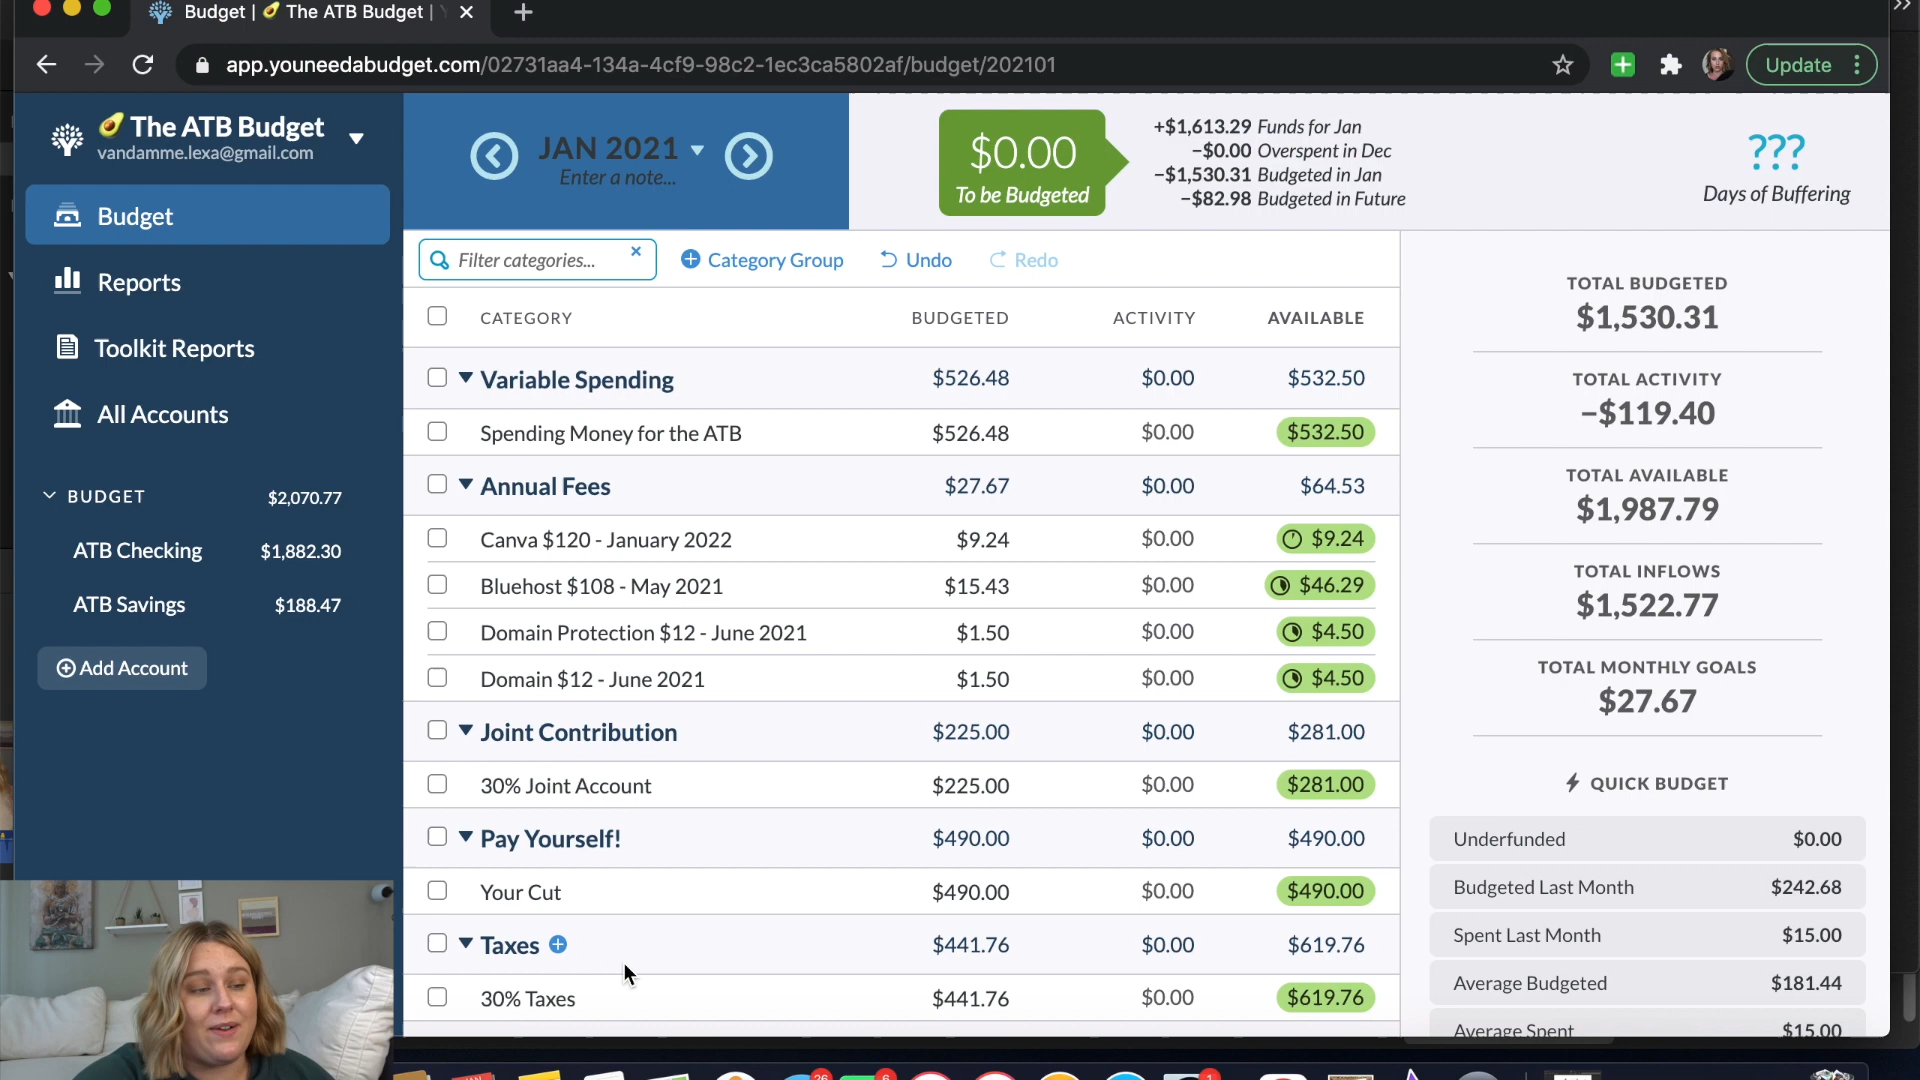 Budget | 🥑 The ATB Budget |
app.youneedabudget.com/02731aa4-134a-4cf9-98c2-1ec3ca5802af/budget/202101
Update
🥑 The ATB Budget
vandamme.lexa@gmail.com
JAN 2021
Enter a note...
$0.00
To be Budgeted
+$1,613.29 Funds for Jan
−$0.00 Overspent in Dec
−$1,530.31 Budgeted in Jan
−$82.98 Budgeted in Future
???
Days of Buffering
Budget
Reports
Toolkit Reports
All Accounts
BUDGET $2,070.77
ATB Checking $1,882.30
ATB Savings $188.47
Add Account
Filter categories...
Category Group
Undo
Redo
CATEGORY BUDGETED ACTIVITY AVAILABLE
Variable Spending $526.48 $0.00 $532.50
Spending Money for the ATB $526.48 $0.00 $532.50
Annual Fees $27.67 $0.00 $64.53
Canva $120 - January 2022 $9.24 $0.00 $9.24
Bluehost $108 - May 2021 $15.43 $0.00 $46.29
Domain Protection $12 - June 2021 $1.50 $0.00 $4.50
Domain $12 - June 2021 $1.50 $0.00 $4.50
Joint Contribution $225.00 $0.00 $281.00
30% Joint Account $225.00 $0.00 $281.00
Pay Yourself! $490.00 $0.00 $490.00
Your Cut $490.00 $0.00 $490.00
Taxes $441.76 $0.00 $619.76
30% Taxes $441.76 $0.00 $619.76
TOTAL BUDGETED
$1,530.31
TOTAL ACTIVITY
−$119.40
TOTAL AVAILABLE
$1,987.79
TOTAL INFLOWS
$1,522.77
TOTAL MONTHLY GOALS
$27.67
QUICK BUDGET
Underfunded $0.00
Budgeted Last Month $242.68
Spent Last Month $15.00
Average Budgeted $181.44
Average Spent $15.00
26
6
1